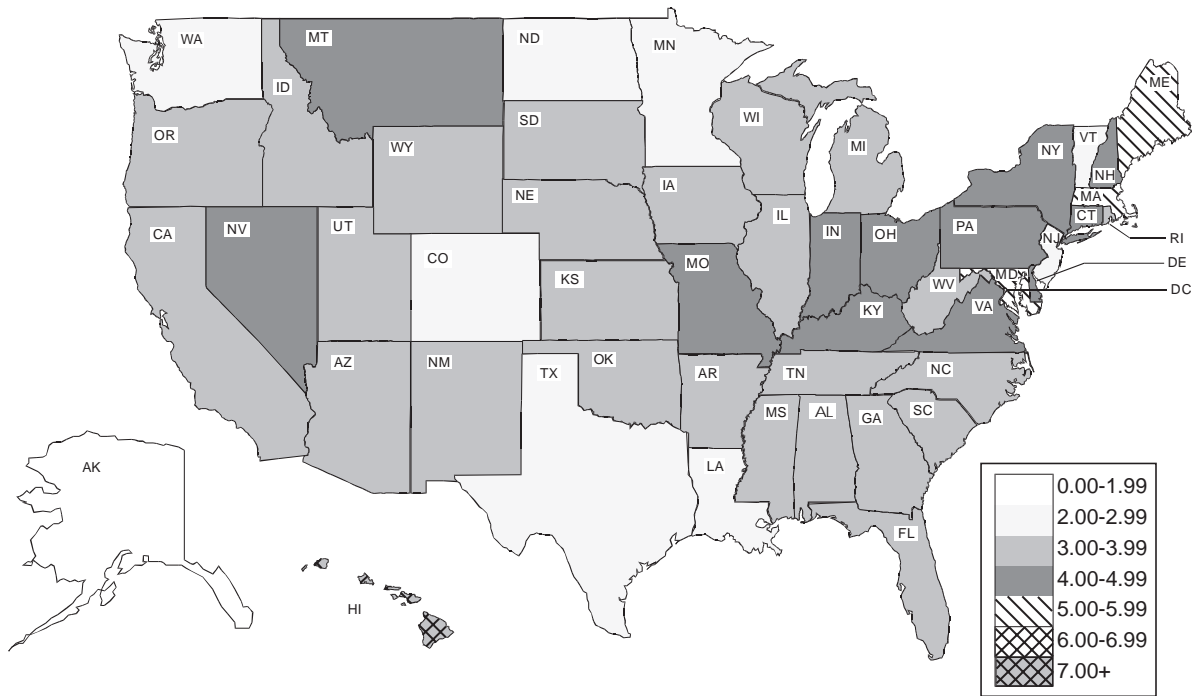 WA
MT
ND
MN
ME
ID
SD
WI
OR
WY
MI
NY
VT
NH
MA
NE
IA
CT
CA
NV
UT
IL
IN
OH
PA
NJ
RI
CO
MO
DE
KS
WV
MD
DC
KY
VA
AZ
NM
OK
TX
AR
TN
NC
MS
AL
GA
SC
AK
LA
FL
HI
0.00-1.99
2.00-2.99
3.00-3.99
4.00-4.99
5.00-5.99
6.00-6.99
7.00+